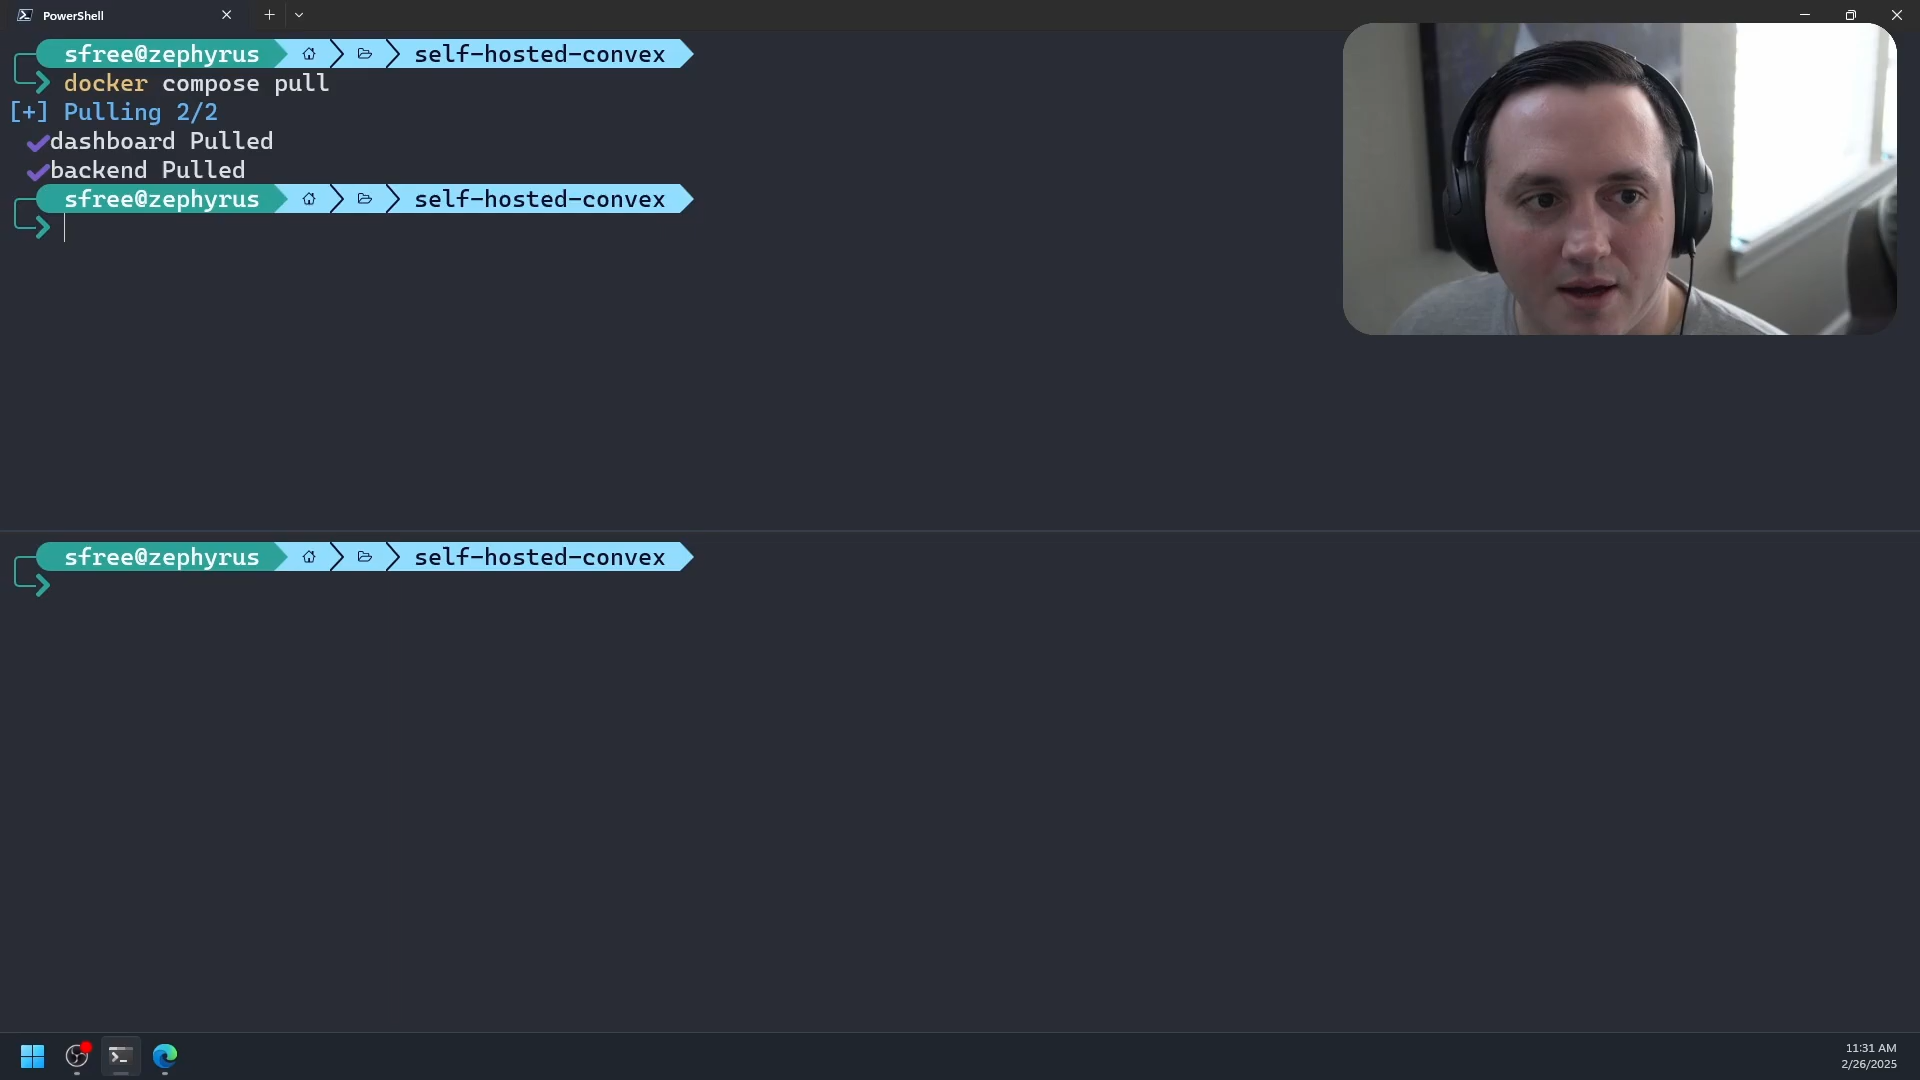 PowerShell
sfree@zephyrus self-hosted-convex
docker compose pull
[+] Pulling 2/2
✔dashboard Pulled
✔backend Pulled
sfree@zephyrus self-hosted-convex
sfree@zephyrus self-hosted-convex
11:31 AM
2/26/2025